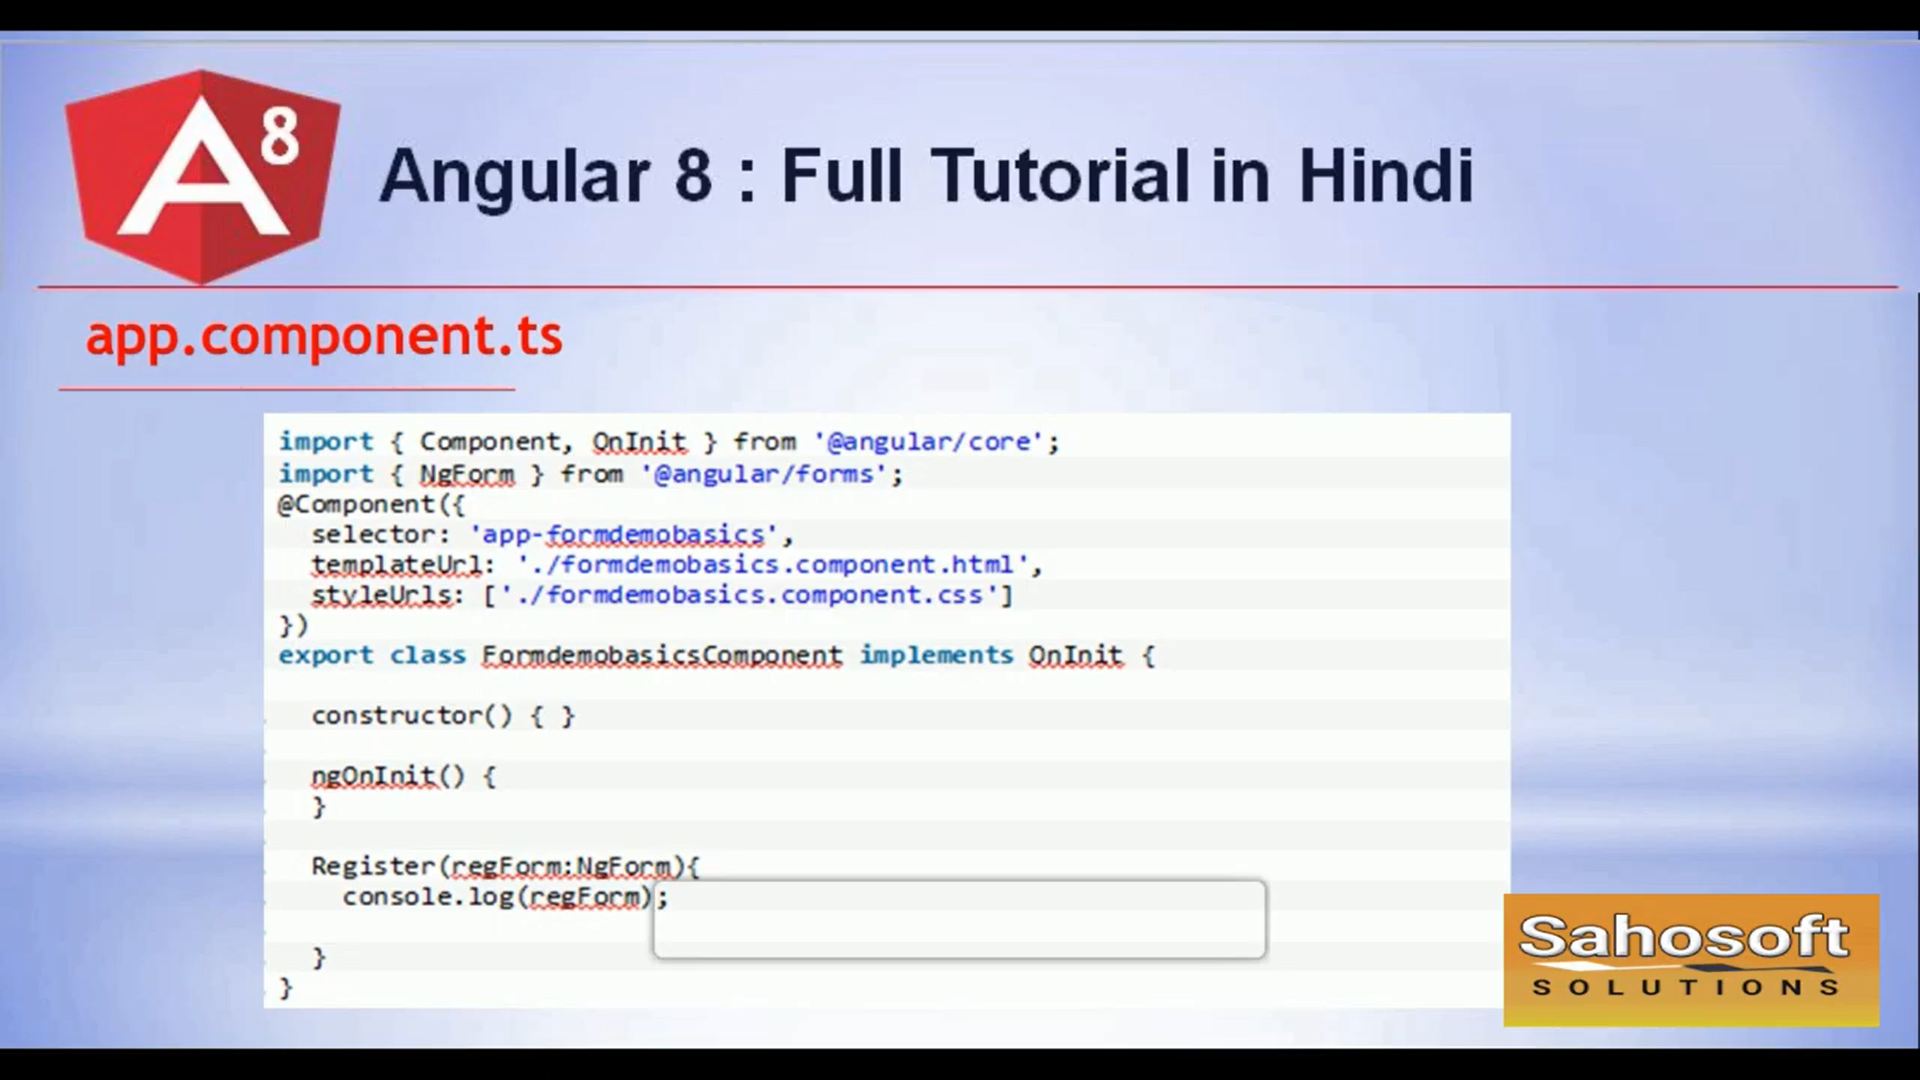 A8
Angular 8 : Full Tutorial in Hindi
app.component.ts
import { Component, OnInit } from '@angular/core';
import { NgForm } from '@angular/forms';
@Component({
  selector: 'app-formdemobasics',
  templateUrl: './formdemobasics.component.html',
  styleUrls: ['./formdemobasics.component.css']
})
export class FormdemobasicsComponent implements OnInit {
  constructor() { }
  ngOnInit() {
  }
  Register(regForm:NgForm){
    console.log(regForm);
  }
}
Sahosoft
SOLUTIONS